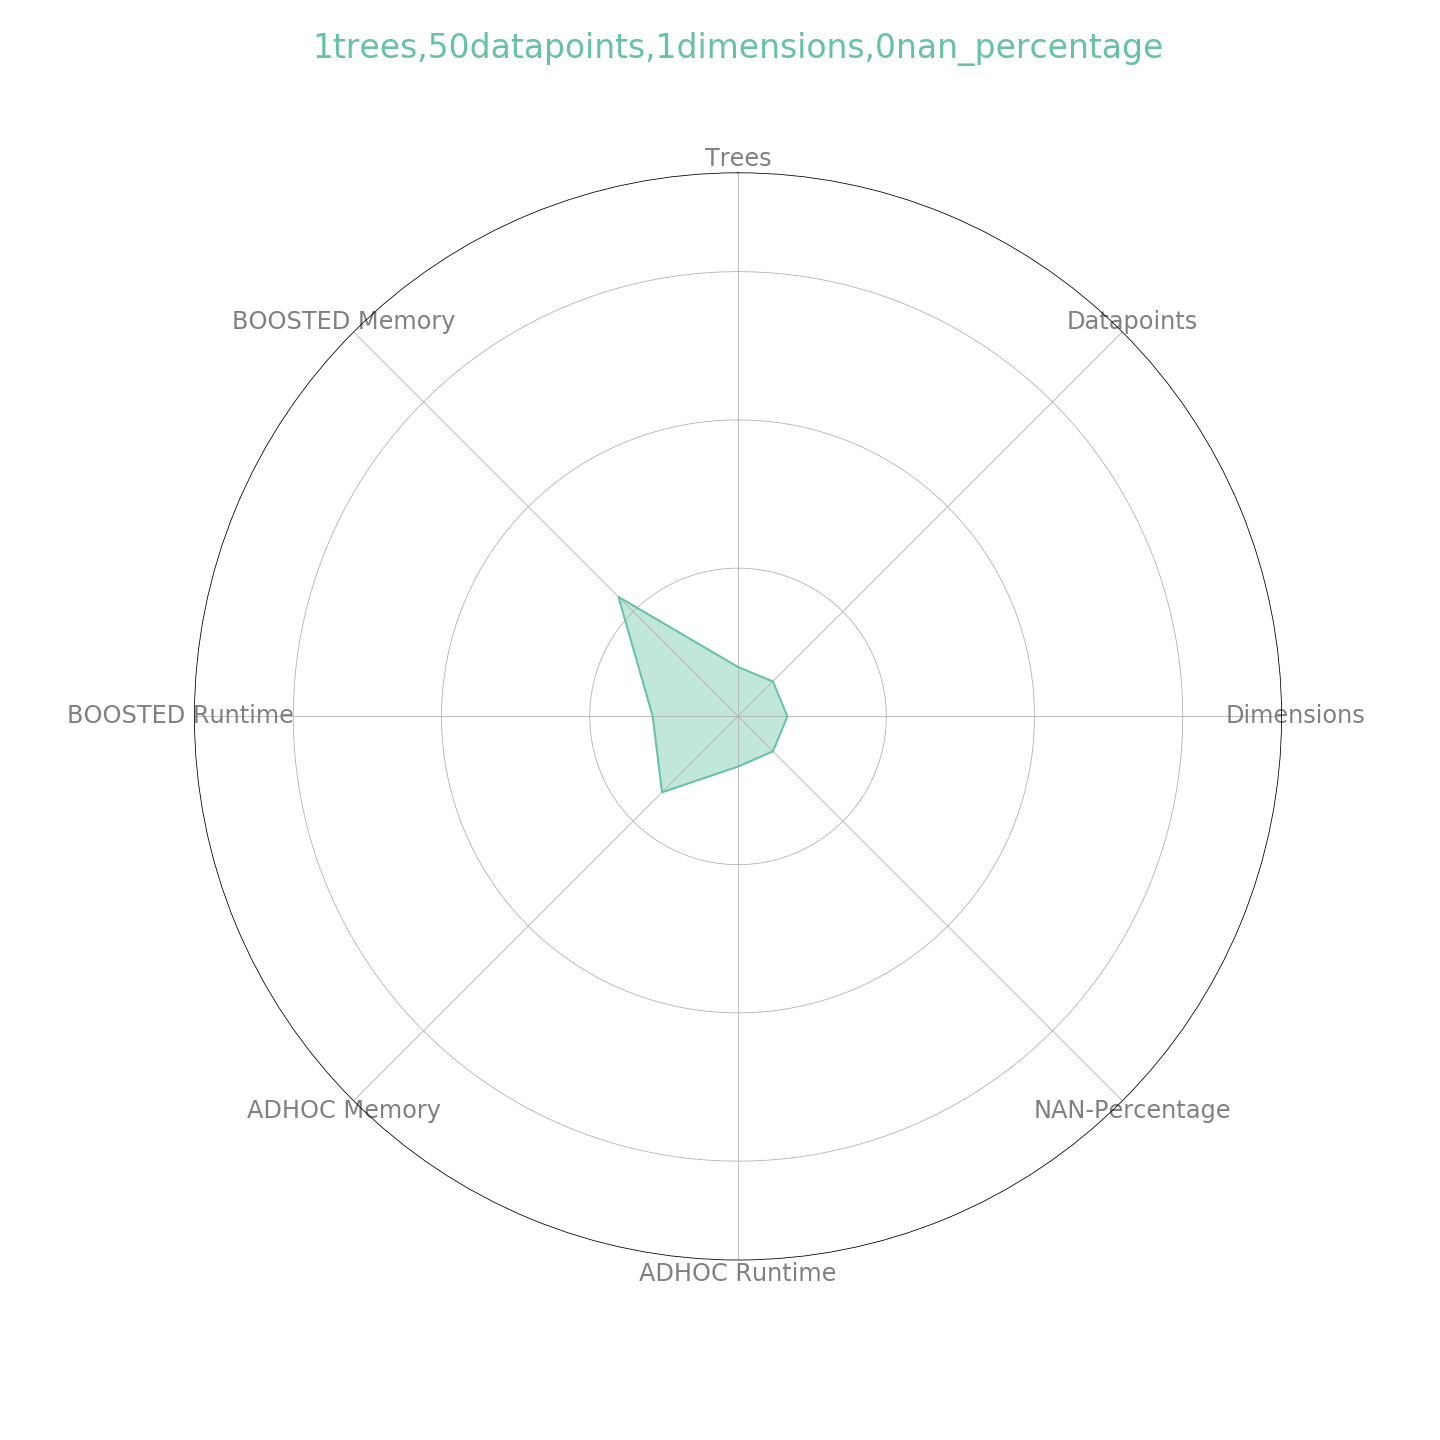 1trees,50datapoints,1dimensions,0nan_percentage
Trees
BOOSTED Memory
Datapoints
BOOSTED Runtime
Dimensions
ADHOC Memory
NAN-Percentage
ADHOC Runtime